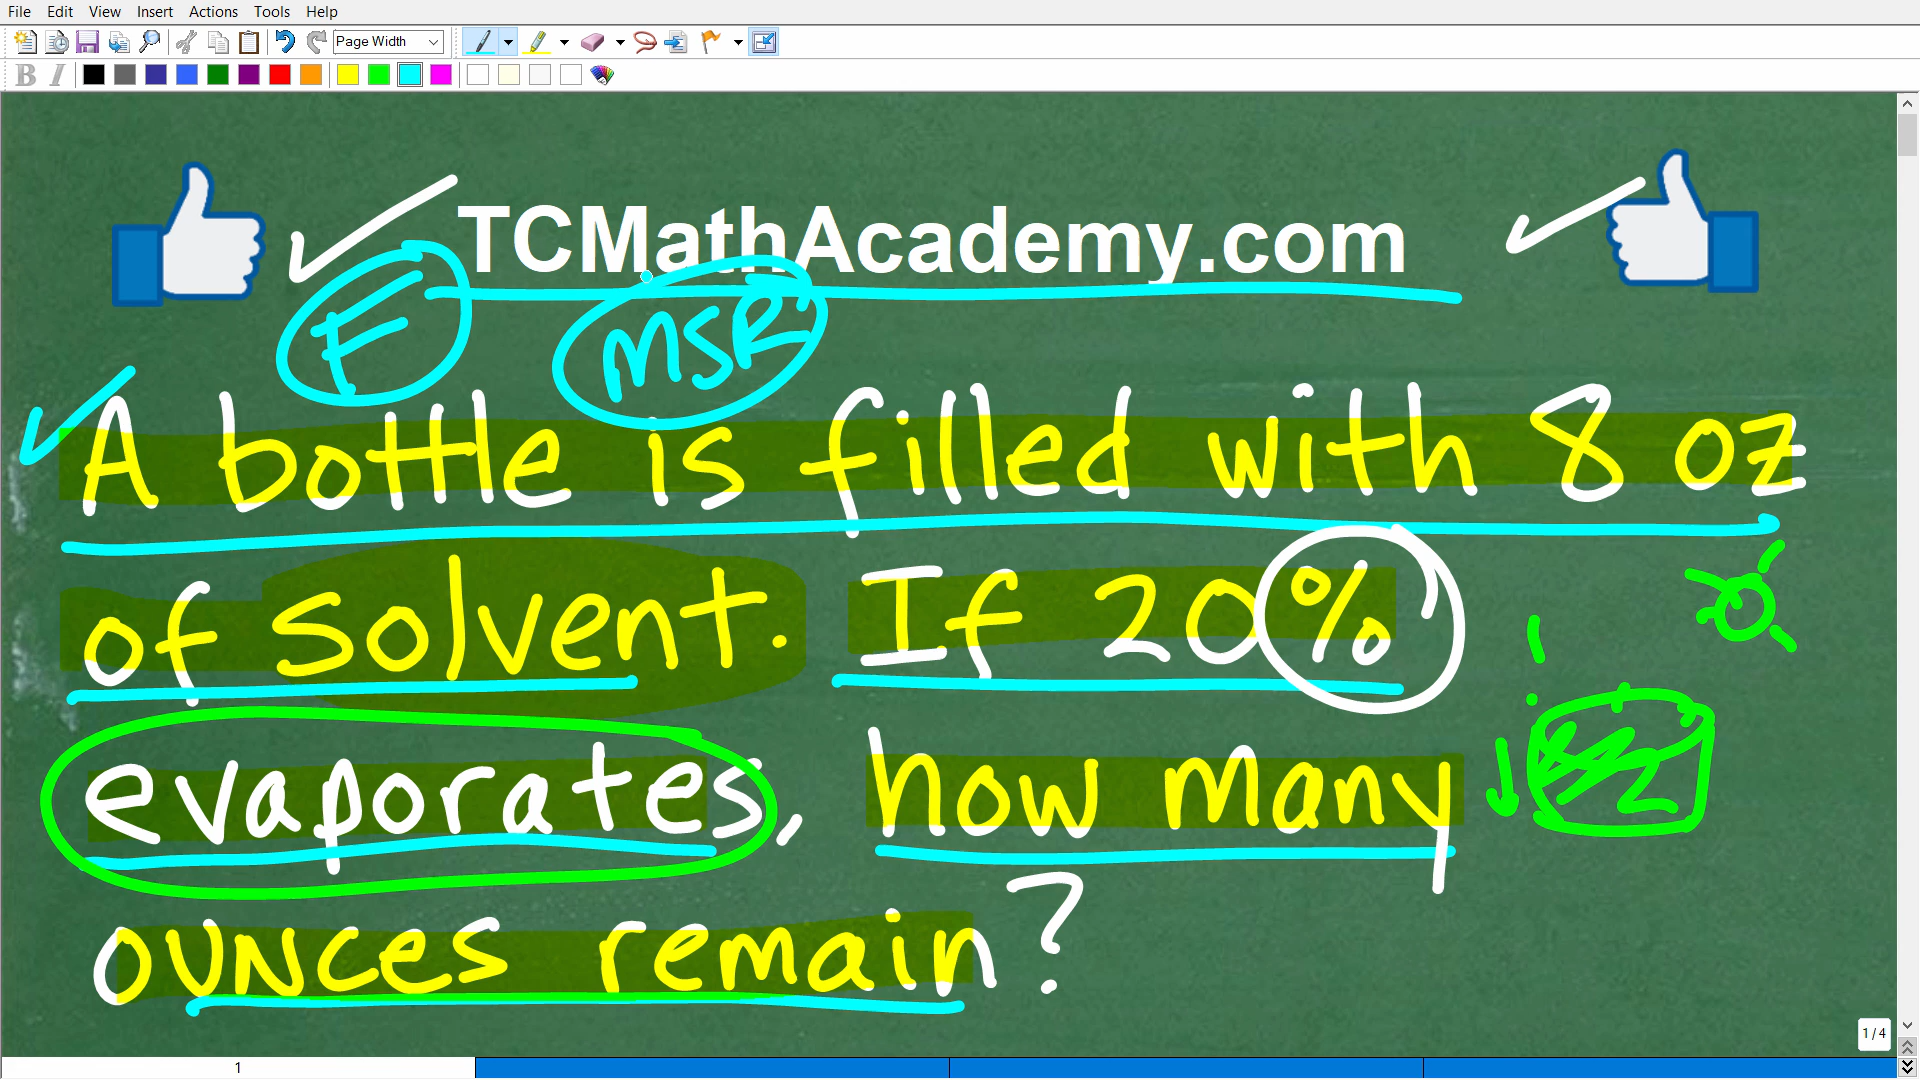 File Edit View Insert Actions Tools Help
Page Width
B I
TCMathAcademy.com
F MSR
A bottle is filled with 8 oz
of solvent. If 20%
evaporates, how many
ounces remain?
1 / 4
1